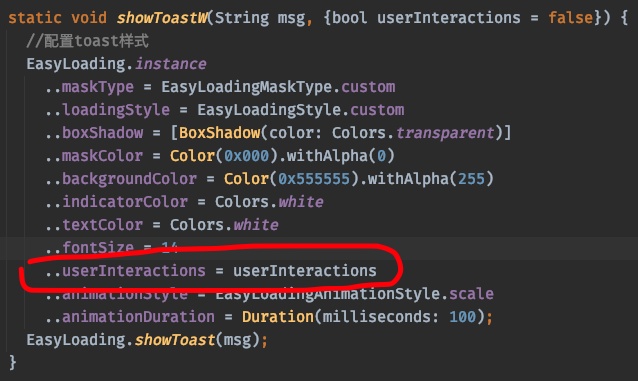 static void showToastW(String msg, {bool userInteractions = false}) {
//配置toast样式
EasyLoading.instance
..maskType = EasyLoadingMaskType.custom
..loadingStyle = EasyLoadingStyle.custom
..boxShadow = [BoxShadow(color: Colors.transparent)]
..maskColor = Color(0x000).withAlpha(0)
..backgroundColor = Color(0x555555).withAlpha(255)
..indicatorColor = Colors.white
..textColor = Colors.white
..fontSize = 14
..userInteractions = userInteractions
..animationStyle = EasyLoadingAnimationStyle.scale
..animationDuration = Duration(milliseconds: 100);
EasyLoading.showToast(msg);
}